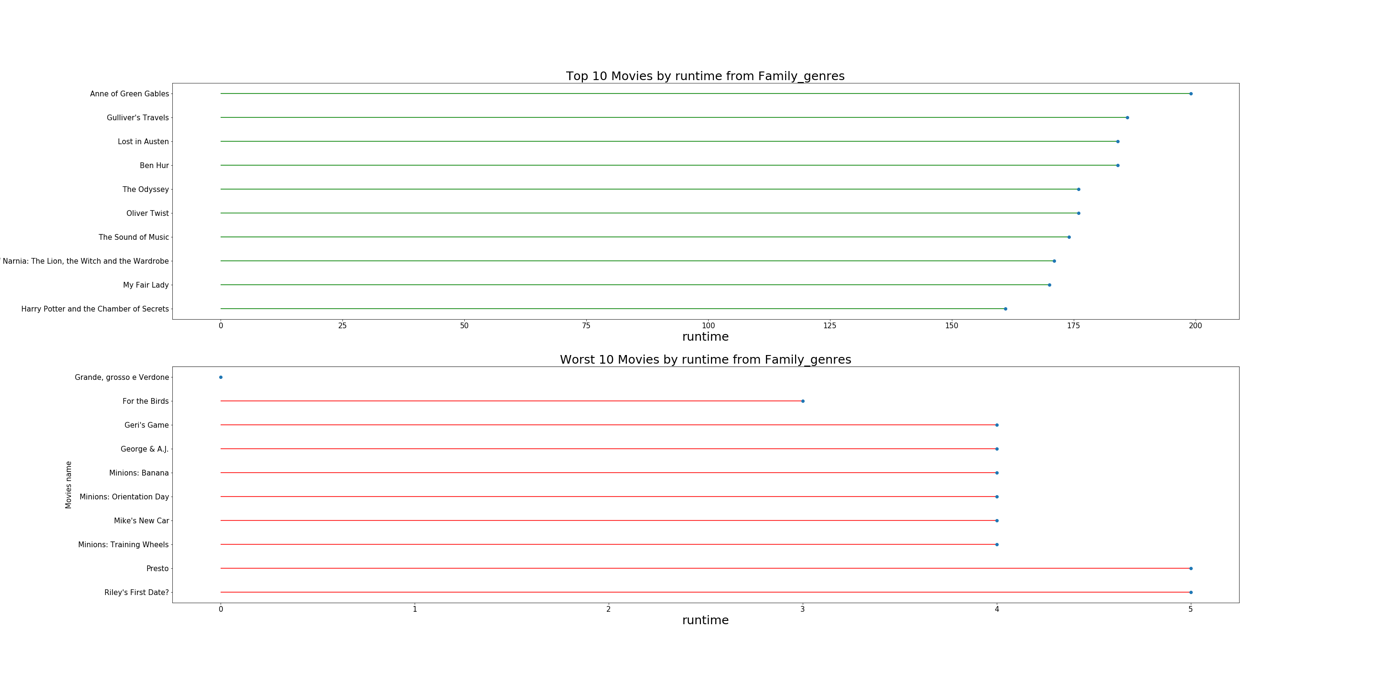 Top 10 Movies by runtime from Family_genres
Anne of Green Gables
Gulliver's Travels
Lost in Austen
Ben Hur
The Odyssey
Oliver Twist
The Sound of Music
Narnia: The Lion, the Witch and the Wardrobe
My Fair Lady
Harry Potter and the Chamber of Secrets
0 25 50 75 100 125 150 175 200
runtime
Worst 10 Movies by runtime from Family_genres
Movies name
Grande, grosso e Verdone
For the Birds
Geri's Game
George & A.J.
Minions: Banana
Minions: Orientation Day
Mike's New Car
Minions: Training Wheels
Presto
Riley's First Date?
0 1 2 3 4 5
runtime